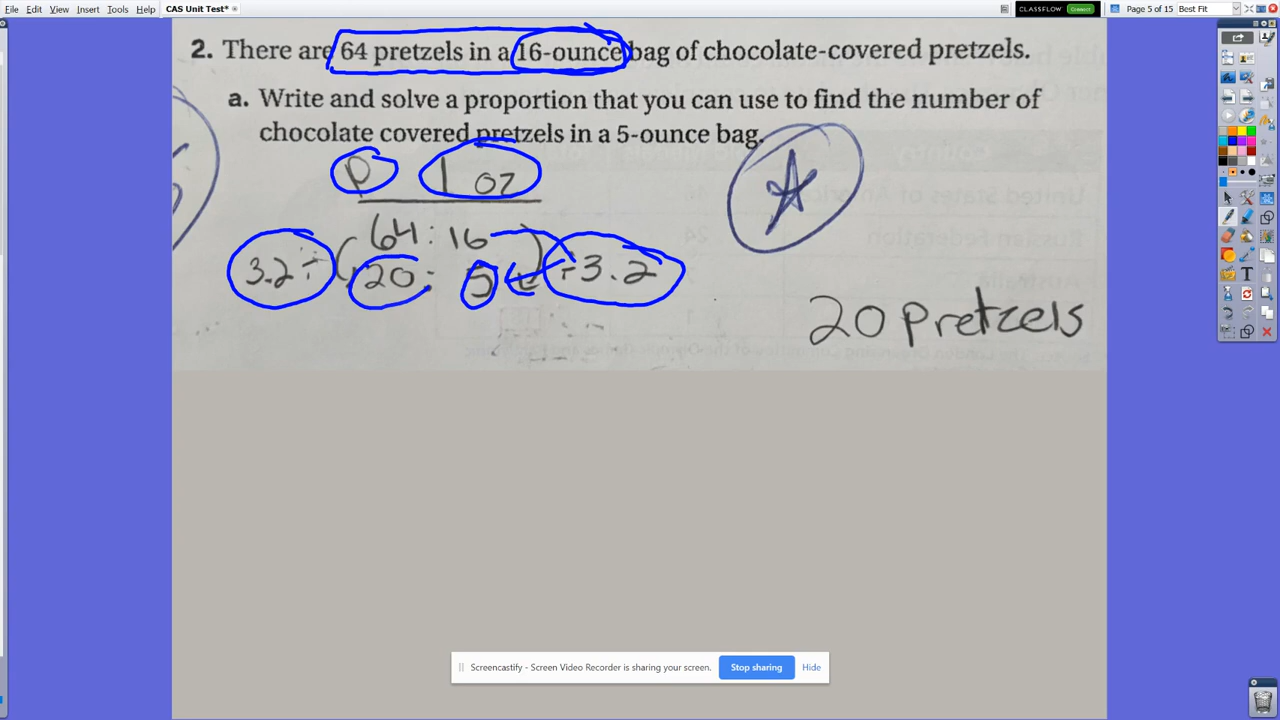 File Edit View Insert Tools Help CAS Unit Test* CLASSFLOW Connect Page 5 of 15 Best Fit
2. There are 64 pretzels in a 16-ounce bag of chocolate-covered pretzels.
a. Write and solve a proportion that you can use to find the number of
chocolate covered pretzels in a 5-ounce bag.
P | oz
64 : 16
3.2 ÷ ( 20 : 5 ) ÷ 3.2
20 Pretzels
Screencastify - Screen Video Recorder is sharing your screen. Stop sharing Hide